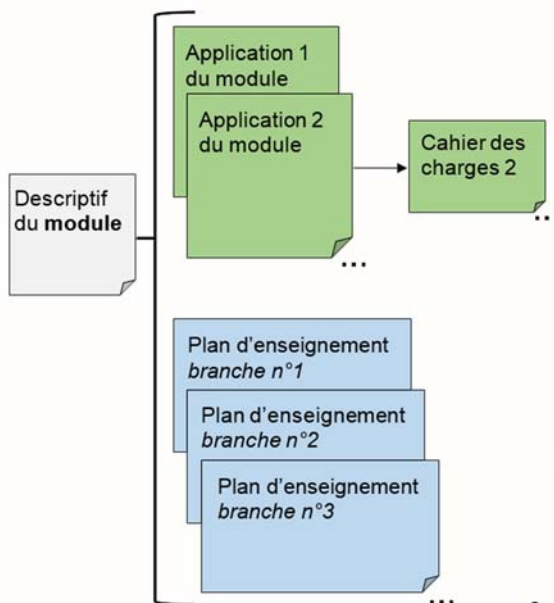 Application 1
du module
Application 2
du module
Cahier des
charges 2
...
Descriptif
du module
...
Plan d'enseignement
branche n°1
Plan d'enseignement
branche n°2
Plan d'enseignement
branche n°3
...